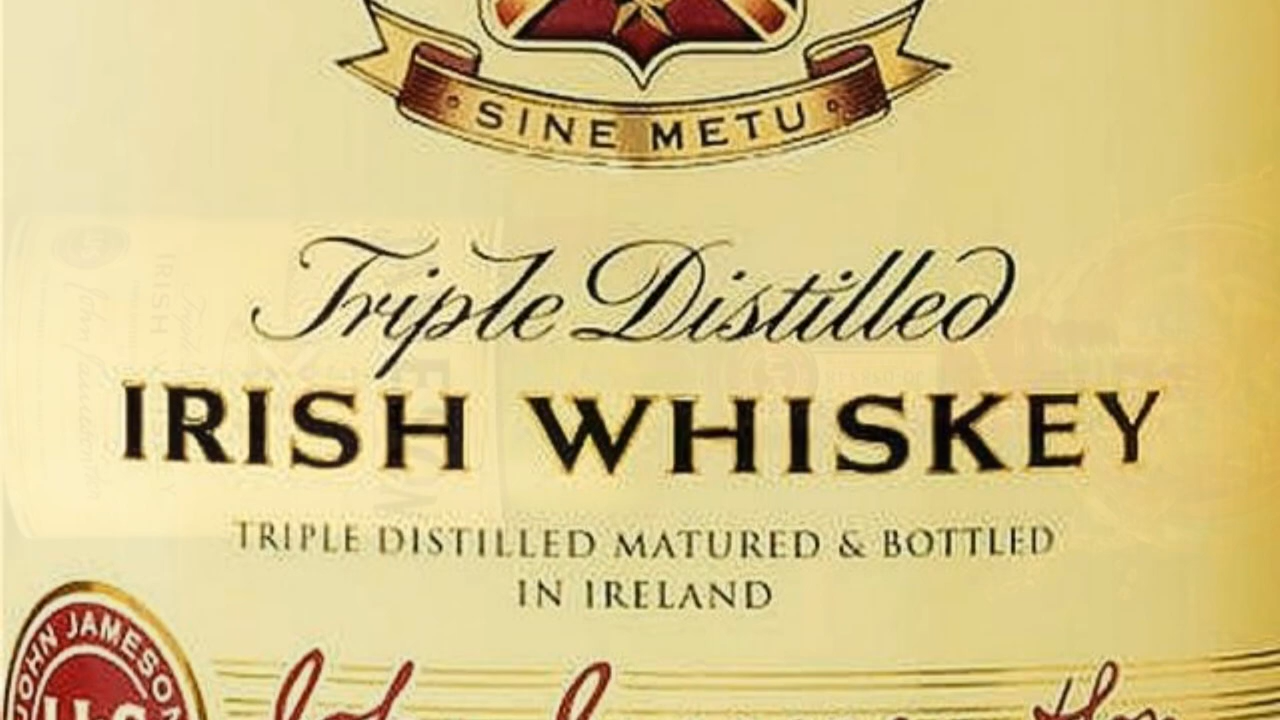 SINE METU
Triple Distilled
IRISH WHISKEY
TRIPLE DISTILLED MATURED & BOTTLED
IN IRELAND
JOHN JAMESON